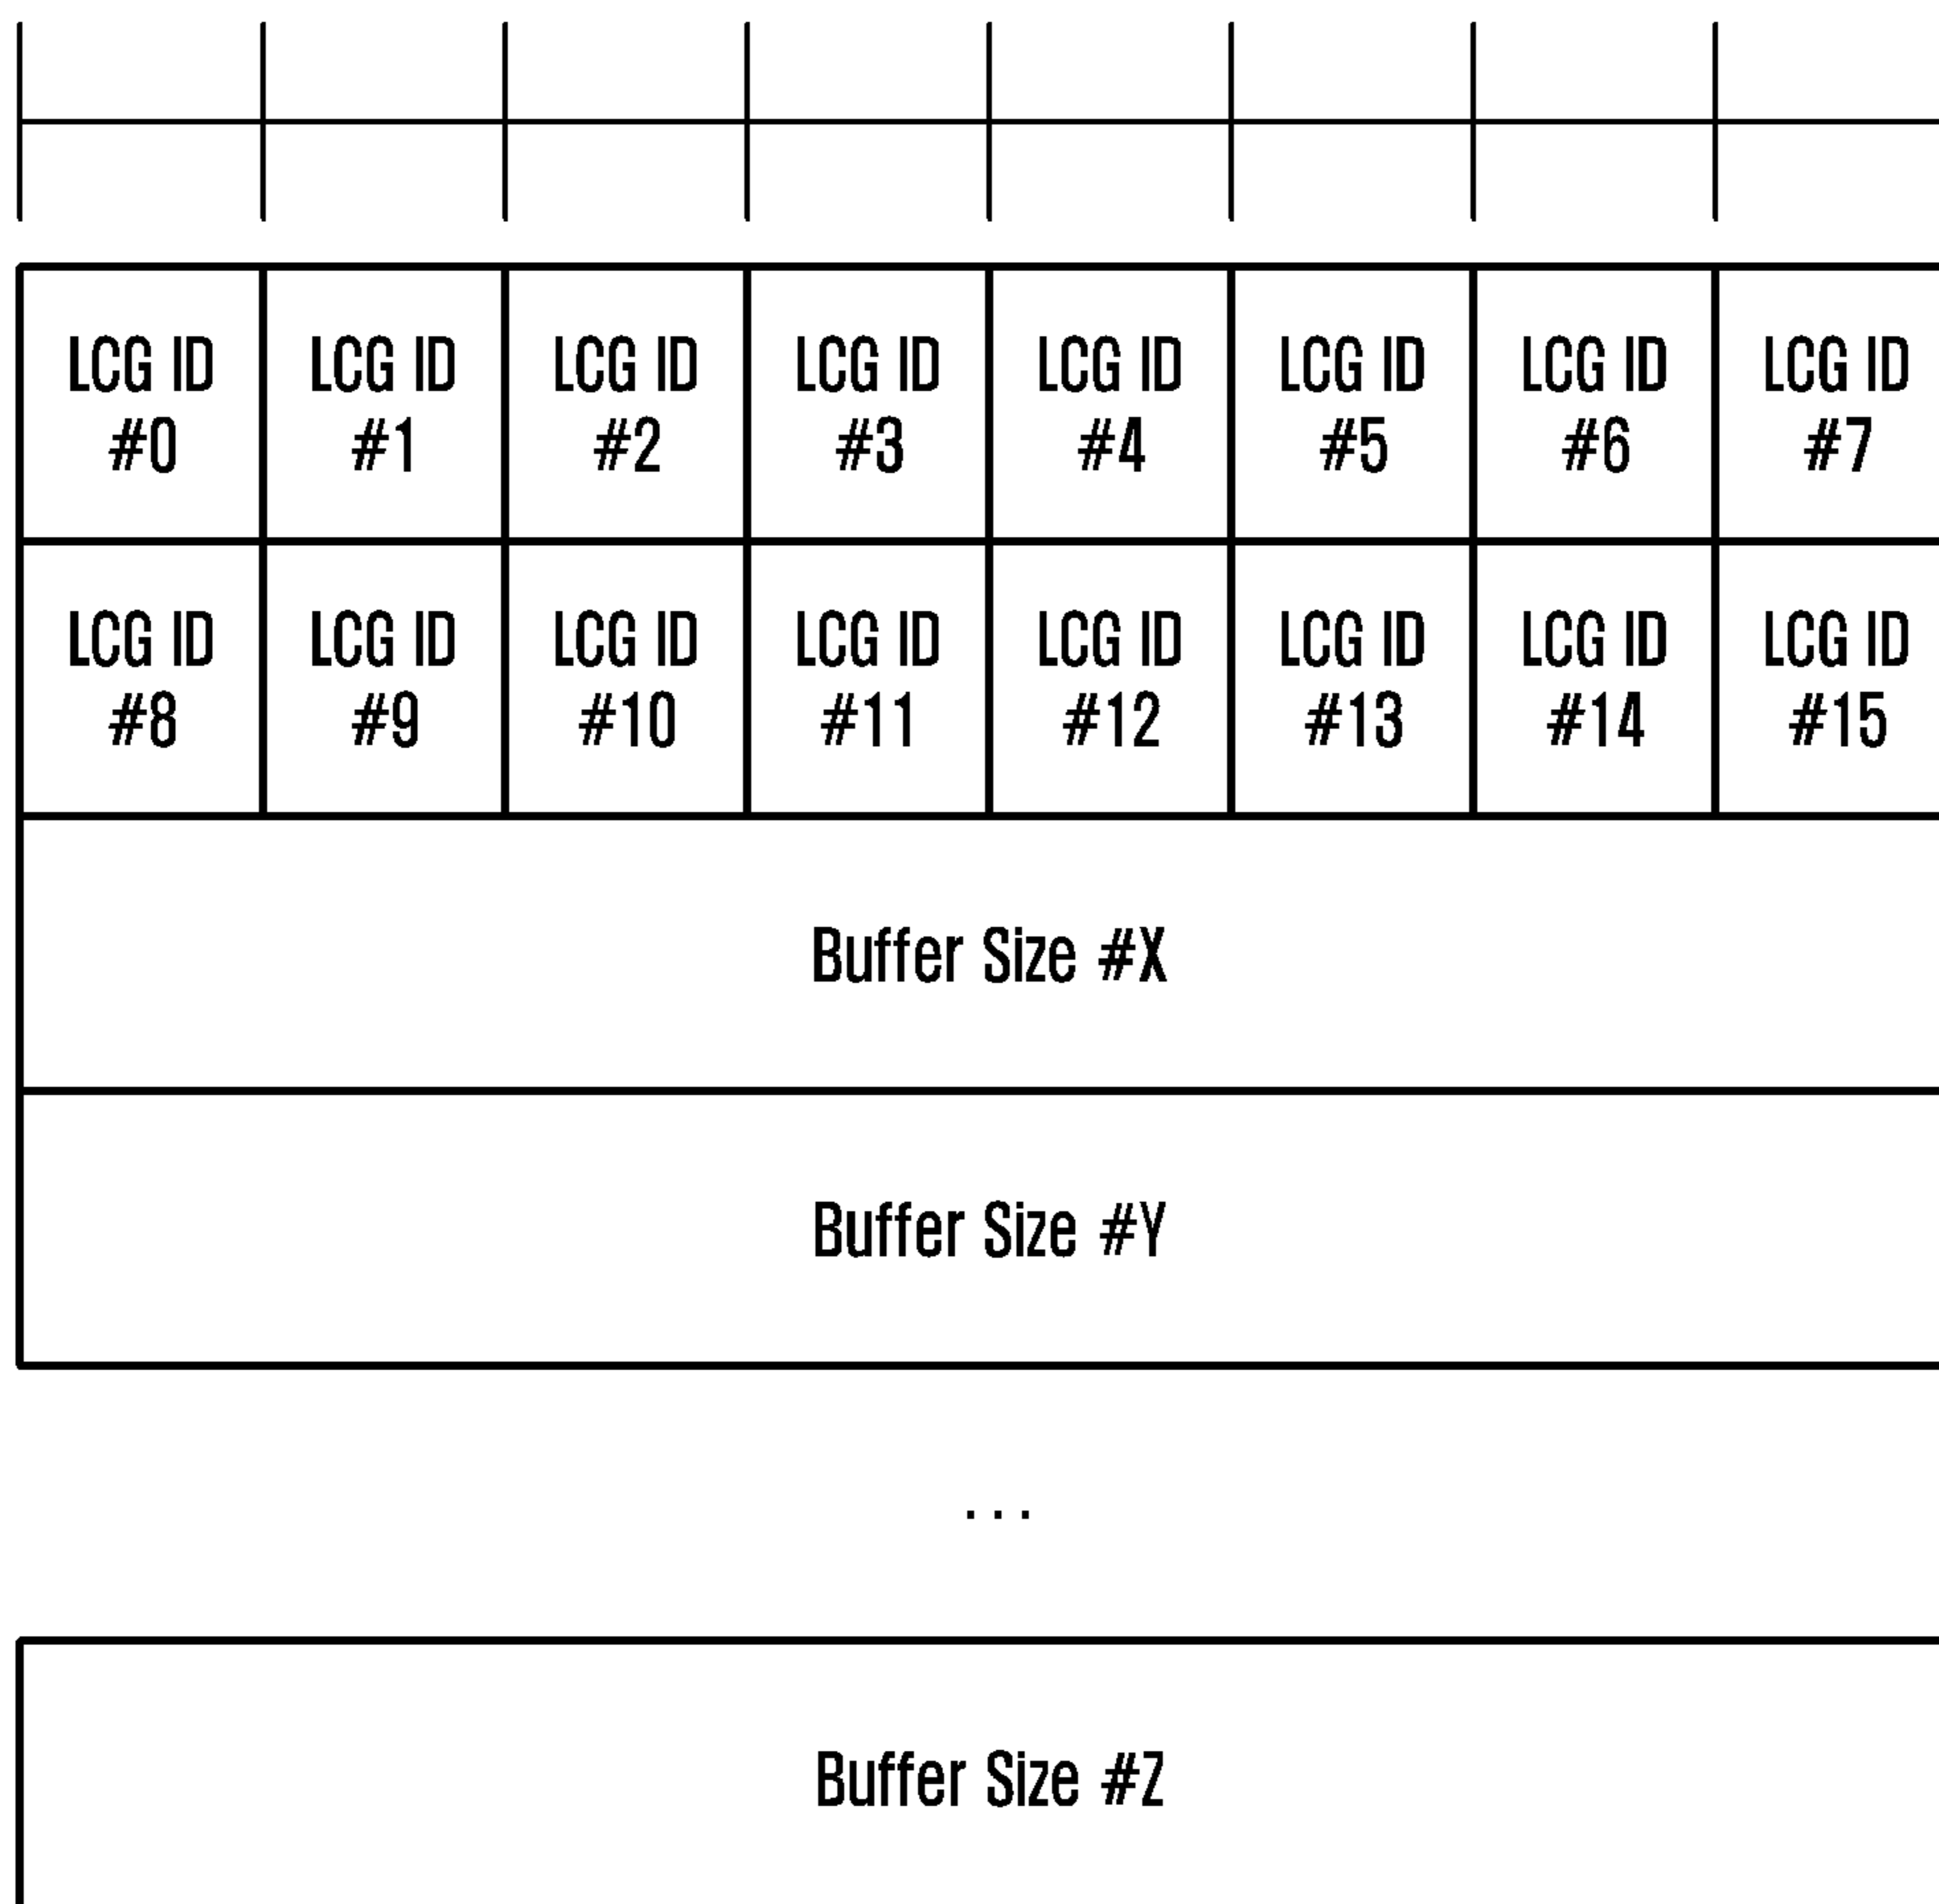 LCG ID LCG ID LCG ID LCG ID LCG ID LCG ID LCG ID LCG ID
#0 #1 #2 #3 #4 #5 #6 #7
LCG ID LCG ID LCG ID LCG ID LCG ID LCG ID LCG ID LCG ID
#8 #9 #10 #11 #12 #13 #14 #15
Buffer Size #X
Buffer Size #Y
...
Buffer Size #Z